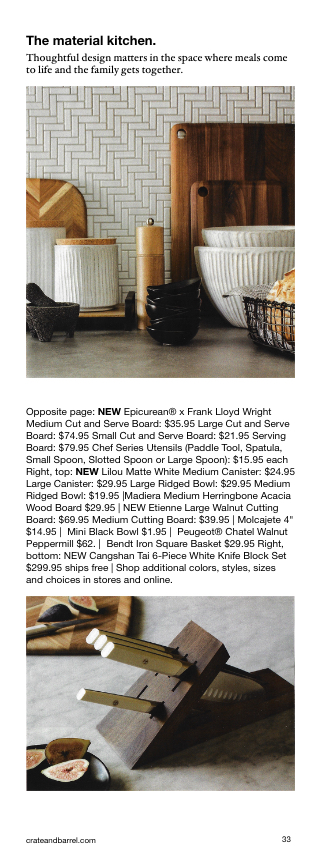 The material kitchen.
Thoughtful design matters in the space where meals come
to life and the family gets together.
Opposite page: NEW Epicurean® x Frank Lloyd Wright
Medium Cut and Serve Board: $35.95 Large Cut and Serve
Board: $74.95 Small Cut and Serve Board: $21.95 Serving
Board: $79.95 Chef Series Utensils (Paddle Tool, Spatula,
Small Spoon, Slotted Spoon or Large Spoon): $15.95 each
Right, top: NEW Lilou Matte White Medium Canister: $24.95
Large Canister: $29.95 Large Ridged Bowl: $29.95 Medium
Ridged Bowl: $19.95 |Madiera Medium Herringbone Acacia
Wood Board $29.95 | NEW Etienne Large Walnut Cutting
Board: $69.95 Medium Cutting Board: $39.95 | Molcajete 4"
$14.95 | Mini Black Bowl $1.95 | Peugeot® Chatel Walnut
Peppermill $62. | Bendt Iron Square Basket $29.95 Right,
bottom: NEW Cangshan Tai 6-Piece White Knife Block Set
$299.95 ships free | Shop additional colors, styles, sizes
and choices in stores and online.
crateandbarrel.com
33